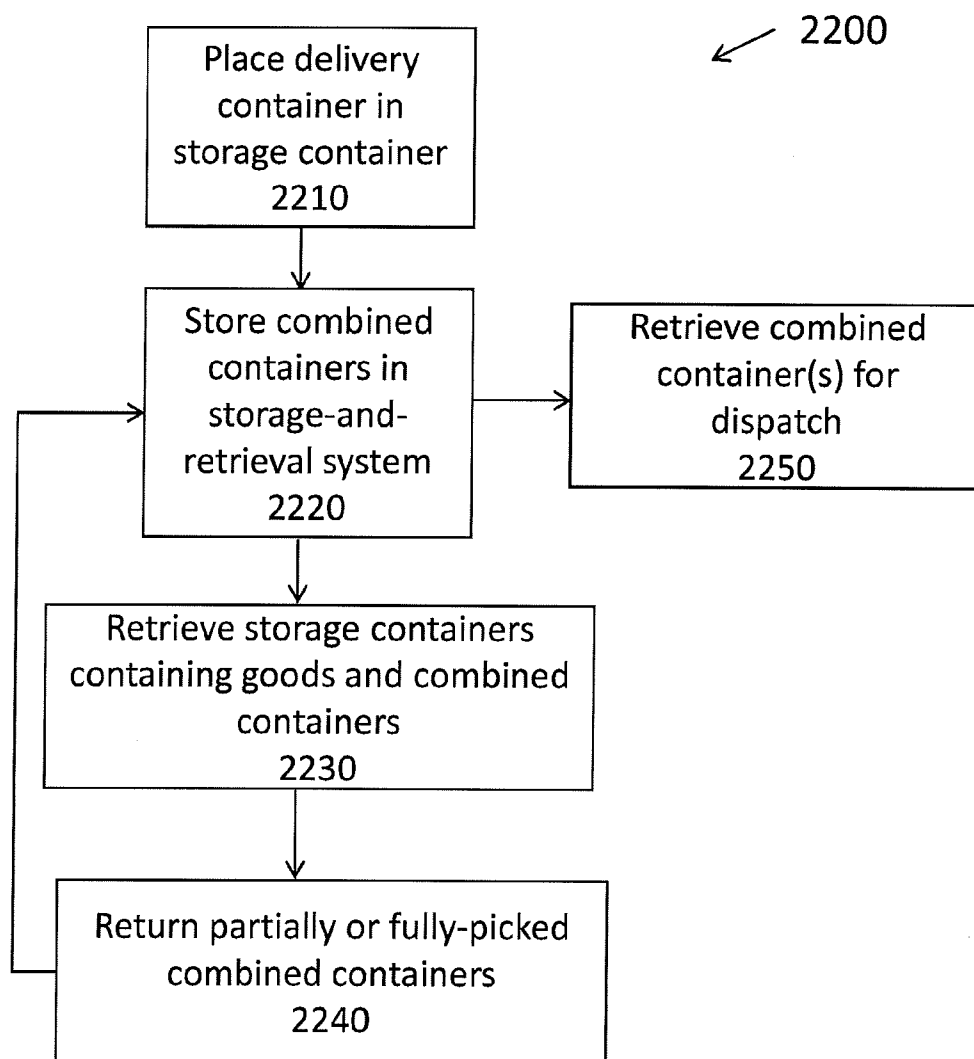 2200
Place delivery
container in
storage container
2210
Store combined
containers in
storage-and-
retrieval system
2220
Retrieve combined
container(s) for
dispatch
2250
Retrieve storage containers
containing goods and combined
containers
2230
Return partially or fully-picked
combined containers
2240